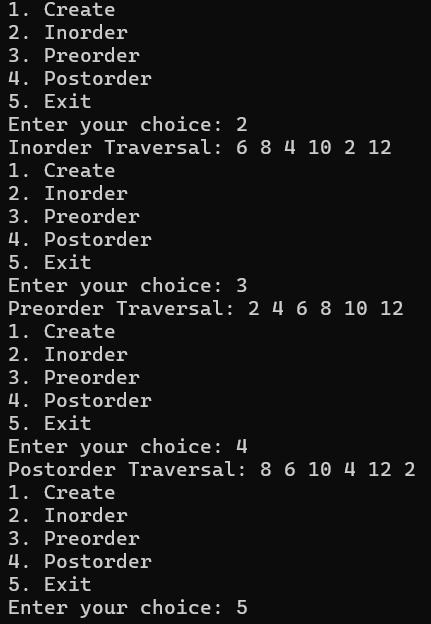 1. Create
2. Inorder
3. Preorder
4. Postorder
5. Exit
Enter your choice: 2
Inorder Traversal: 6 8 4 10 2 12
1. Create
2. Inorder
3. Preorder
4. Postorder
5. Exit
Enter your choice: 3
Preorder Traversal: 2 4 6 8 10 12
1. Create
2. Inorder
3. Preorder
4. Postorder
5. Exit
Enter your choice: 4
Postorder Traversal: 8 6 10 4 12 2
1. Create
2. Inorder
3. Preorder
4. Postorder
5. Exit
Enter your choice: 5